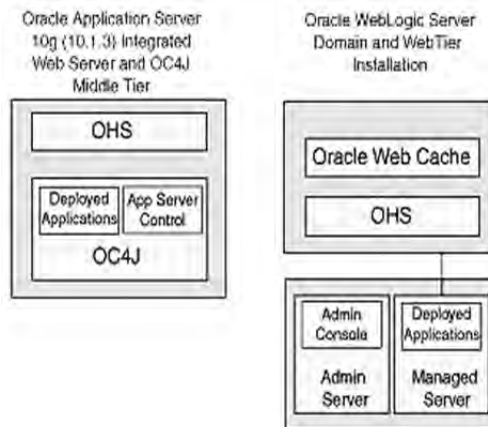 Oracle Application Server
10g (10.1.3) Integrated
Web Server and OC4J
Middle Tier
OHS
Deployed
Applications
App Server
Control
OC4J
Oracle WebLogic Server
Domain and WebTier
Installation
Oracle Web Cache
OHS
Admin
Console
Admin
Server
Deployed
Applications
Managed
Server